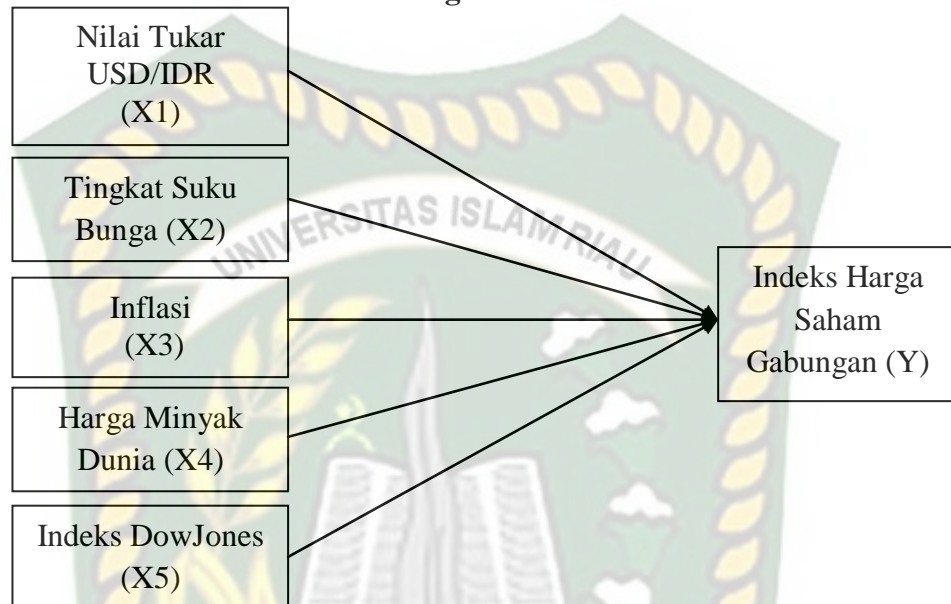 Nilai Tukar
USD/IDR
(X1)
Tingkat Suku
Bunga (X2)
Inflasi
(X3)
Harga Minyak
Dunia (X4)
Indeks DowJones
(X5)
Indeks Harga
Saham
Gabungan (Y)
UNIVERSITAS ISLAM RIAU